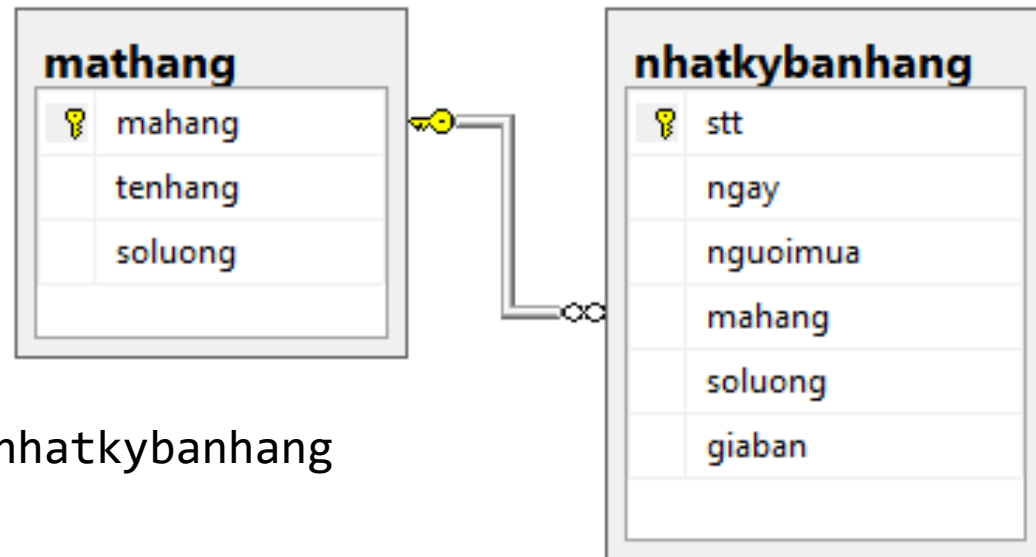 mathang
mahang
tenhang
soluong
nhatkybanhang
stt
ngay
nguoimua
mahang
soluong
giaban
nhatkybanhang